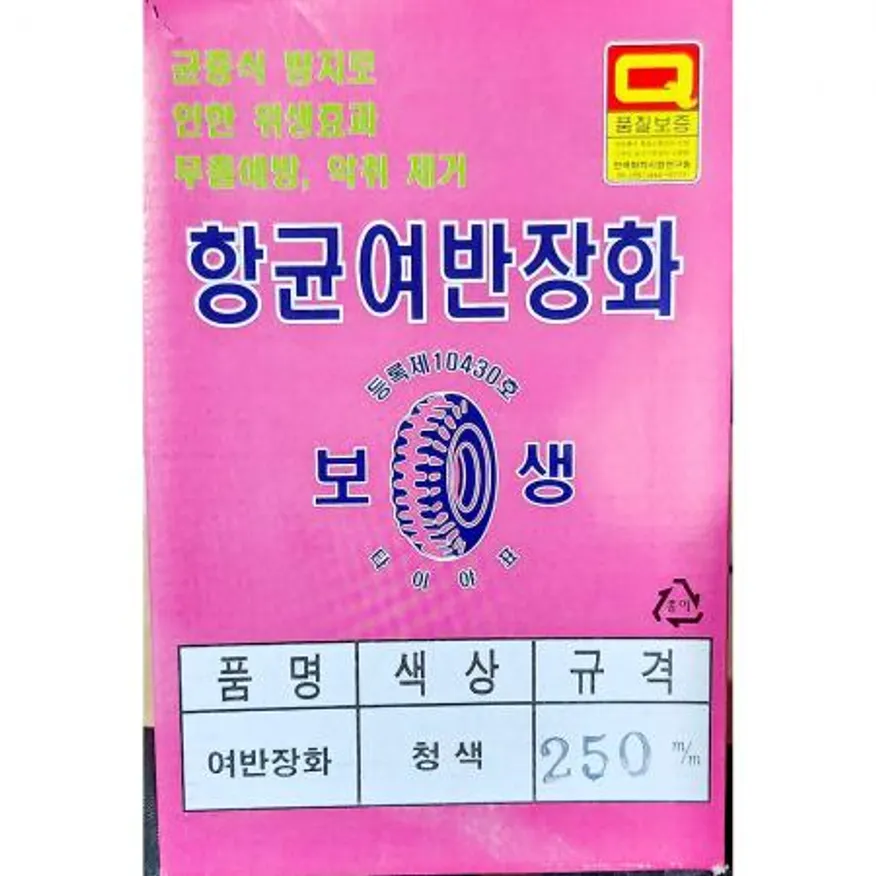 균증식 방지로
인한 위생효과
무좀예방, 악취 제거
Q
품질보증
항균여반장화
등록제10430호
보 생
타이야표
종이
품 명 색 상 규 격
여반장화 청색 250 m/m